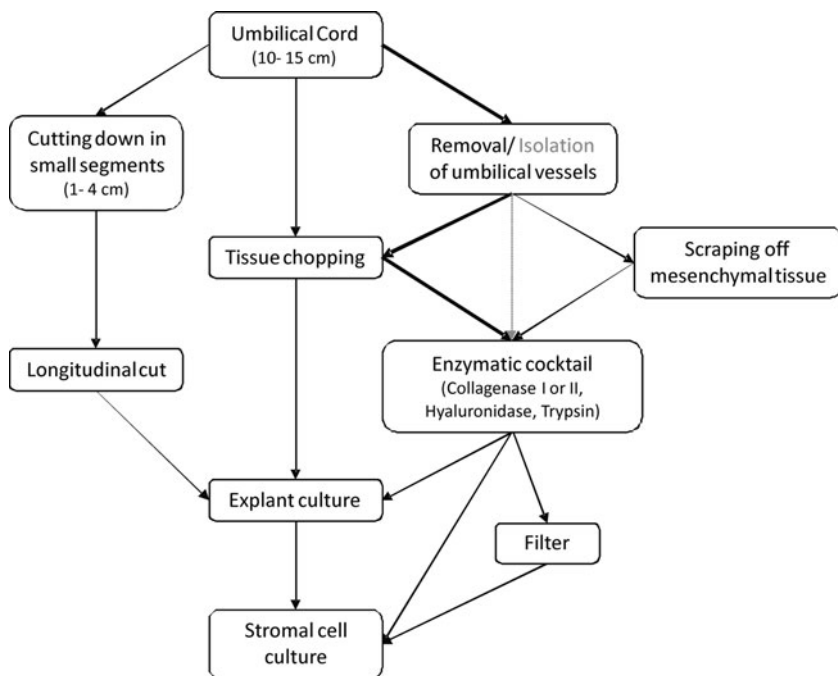 Umbilical Cord
(10- 15 cm)
Cutting down in
small segments
(1- 4 cm)
Removal/ Isolation
of umbilical vessels
Tissue chopping
Scraping off
mesenchymal tissue
Longitudinal cut
Enzymatic cocktail
(Collagenase I or II,
Hyaluronidase, Trypsin)
Explant culture
Filter
Stromal cell
culture